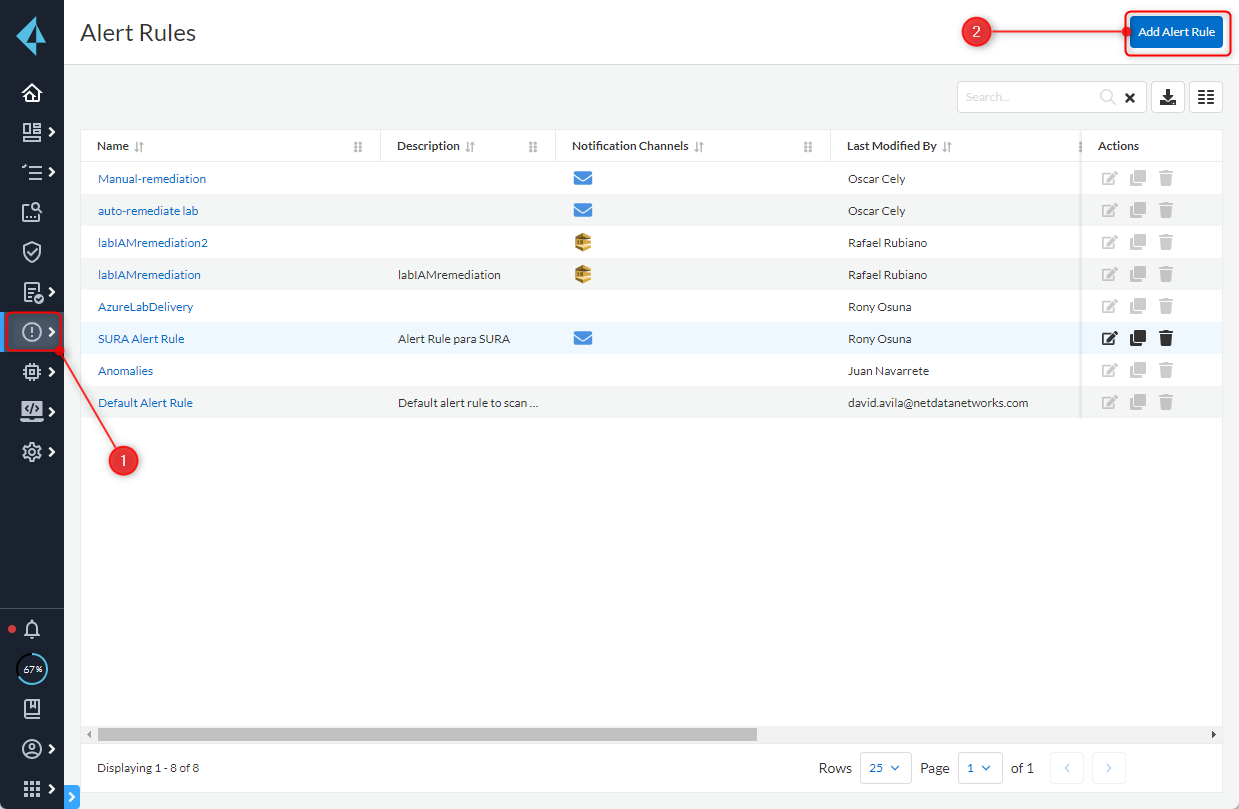 Alert Rules
2
Add Alert Rule
Search...
Name Description Notification Channels Last Modified By Actions
Manual-remediation Oscar Cely
auto-remediate lab Oscar Cely
labIAMremediation2 Rafael Rubiano
labIAMremediation labIAMremediation Rafael Rubiano
AzureLabDelivery Rony Osuna
SURA Alert Rule Alert Rule para SURA Rony Osuna
Anomalies Juan Navarrete
Default Alert Rule Default alert rule to scan ... david.avila@netdatanetworks.com
1
67%
Displaying 1 - 8 of 8 Rows 25 Page 1 of 1